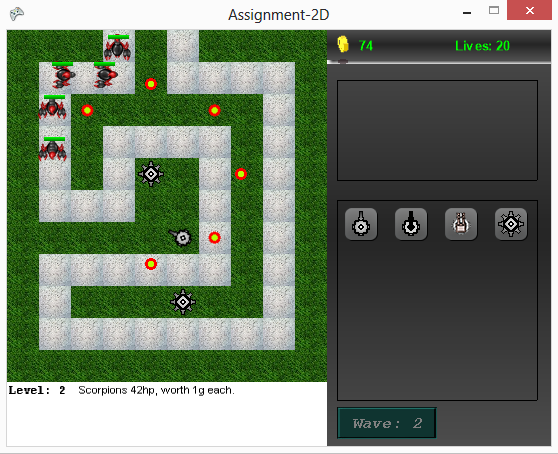 Assignment-2D
74
Lives: 20
Level: 2 Scorpions 42hp, worth 1g each.
Wave: 2